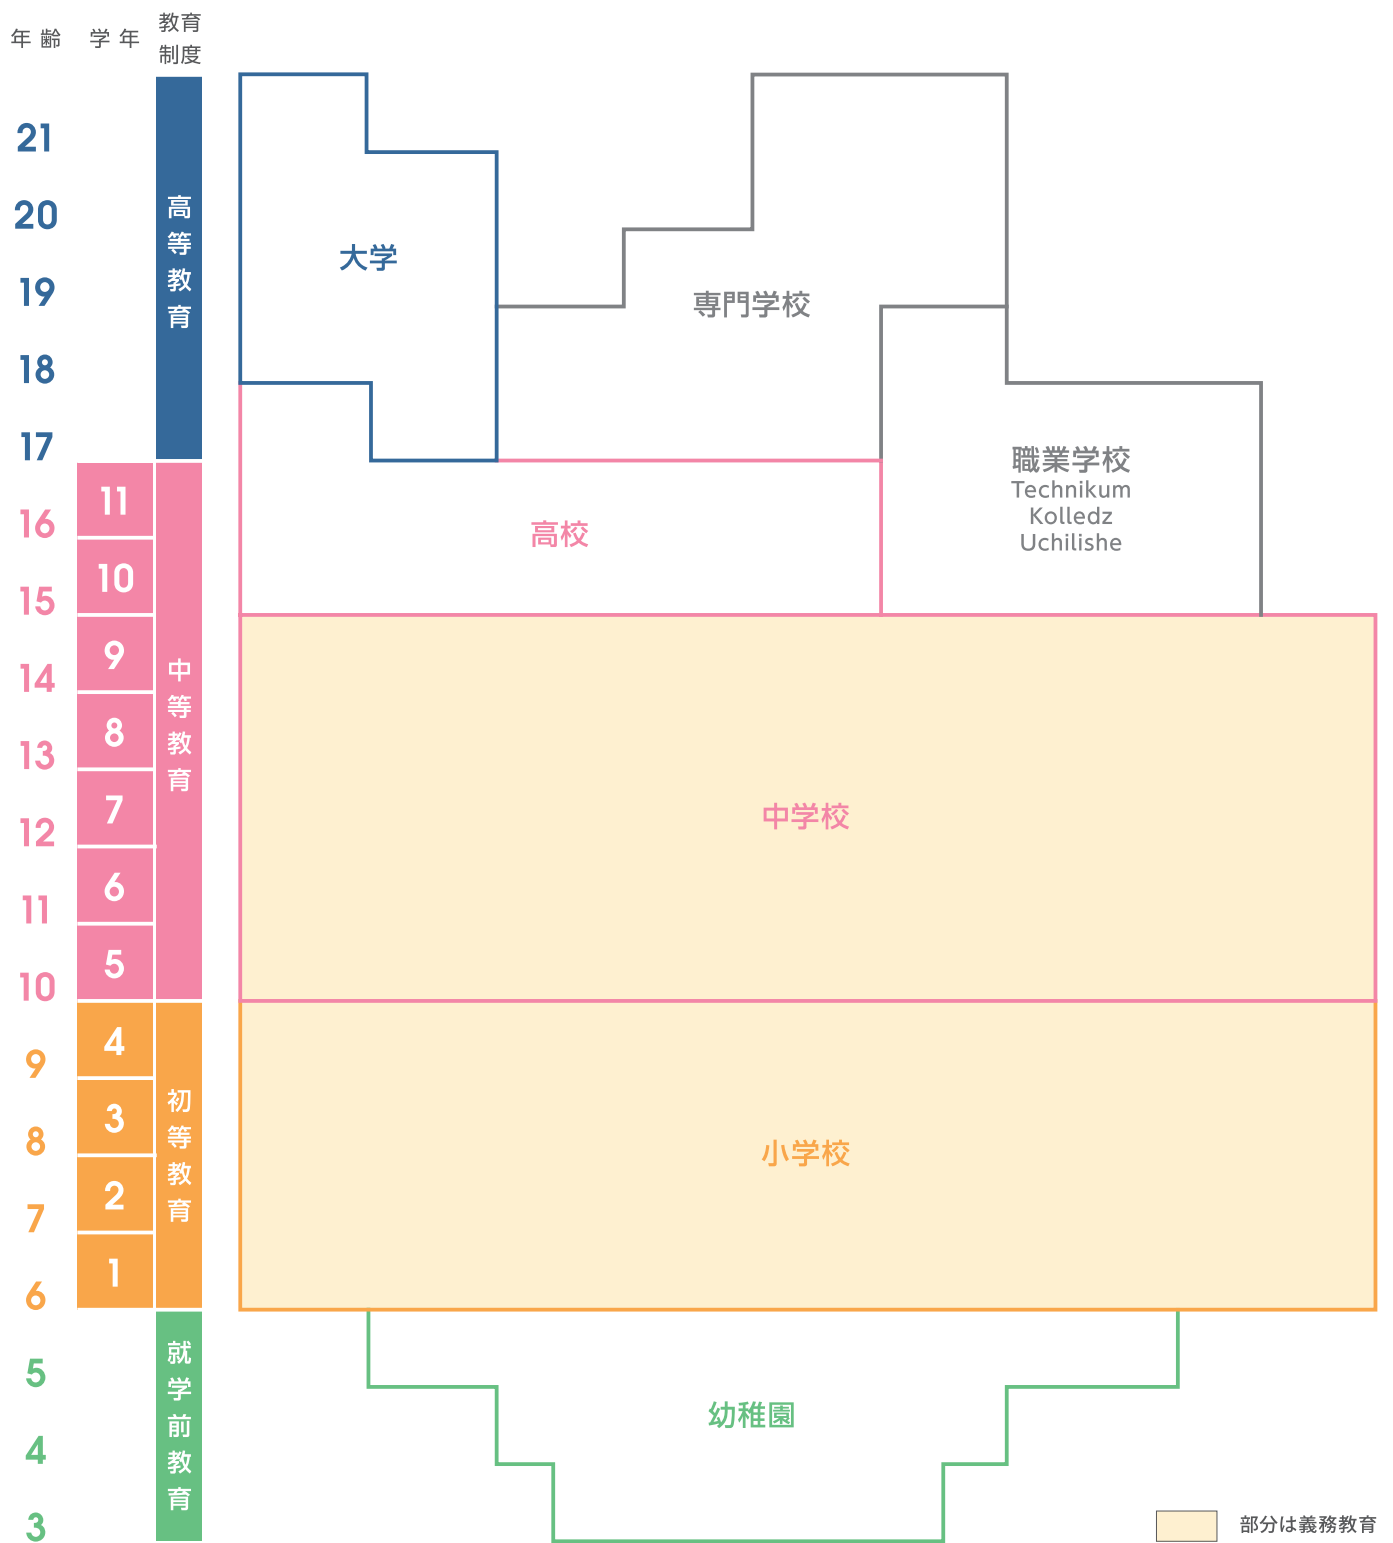 年齢
学年
教育
制度
21
20
19
18
17
16
15
14
13
12
11
10
9
8
7
6
5
4
3
11
10
9
8
7
6
5
4
3
2
1
高等教育
中等教育
初等教育
就学前教育
大学
専門学校
職業学校
Technikum
Kolledz
Uchilishe
高校
中学校
小学校
幼稚園
部分は義務教育